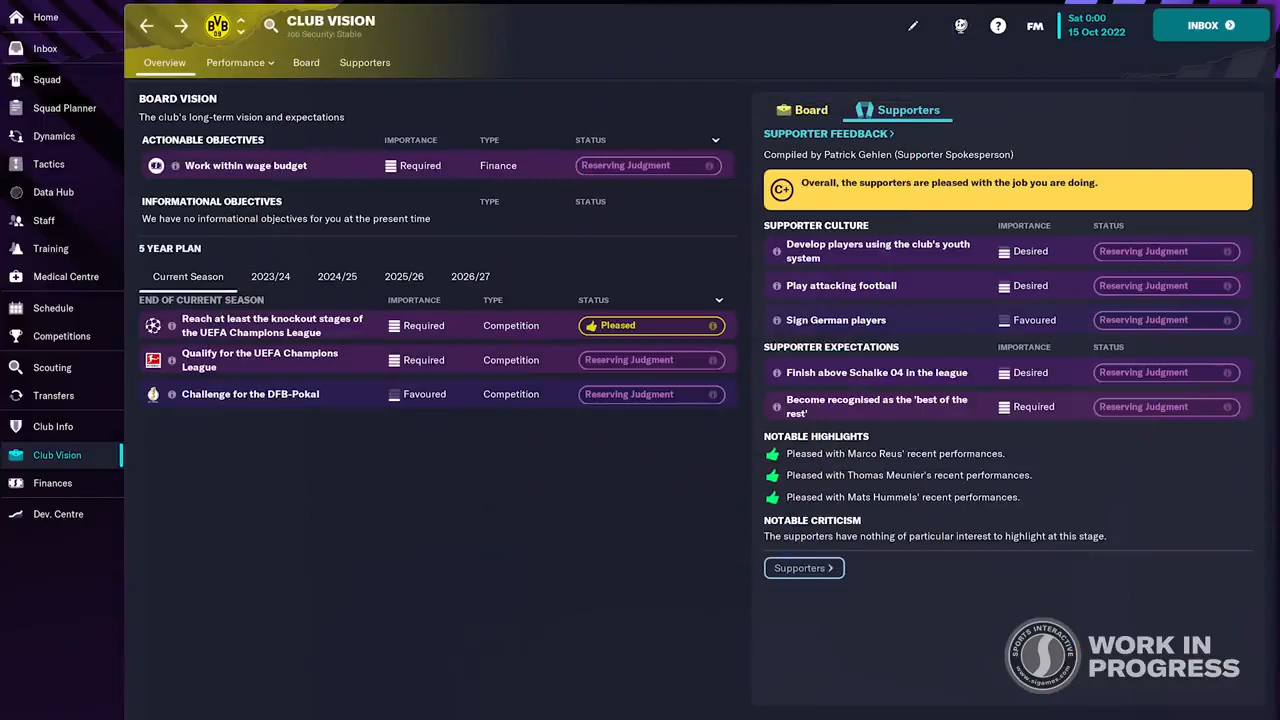 Home
Inbox
Squad
Squad Planner
Dynamics
Tactics
Data Hub
Staff
Training
Medical Centre
Schedule
Competitions
Scouting
Transfers
Club Info
Club Vision
Finances
Dev. Centre
BVB
09
CLUB VISION
Job Security: Stable
FM
Sat 0:00
15 Oct 2022
INBOX
Overview
Performance
Board
Supporters
BOARD VISION
The club's long-term vision and expectations
ACTIONABLE OBJECTIVES IMPORTANCE TYPE STATUS
Work within wage budget Required Finance Reserving Judgment
INFORMATIONAL OBJECTIVES TYPE STATUS
We have no informational objectives for you at the present time
5 YEAR PLAN
Current Season 2023/24 2024/25 2025/26 2026/27
END OF CURRENT SEASON IMPORTANCE TYPE STATUS
Reach at least the knockout stages of
the UEFA Champions League Required Competition Pleased
Qualify for the UEFA Champions
League Required Competition Reserving Judgment
Challenge for the DFB-Pokal Favoured Competition Reserving Judgment
Board Supporters
SUPPORTER FEEDBACK >
Compiled by Patrick Gehlen (Supporter Spokesperson)
C+ Overall, the supporters are pleased with the job you are doing.
SUPPORTER CULTURE IMPORTANCE STATUS
Develop players using the club's youth
system Desired Reserving Judgment
Play attacking football Desired Reserving Judgment
Sign German players Favoured Reserving Judgment
SUPPORTER EXPECTATIONS IMPORTANCE STATUS
Finish above Schalke 04 in the league Desired Reserving Judgment
Become recognised as the 'best of the
rest' Required Reserving Judgment
NOTABLE HIGHLIGHTS
Pleased with Marco Reus' recent performances.
Pleased with Thomas Meunier's recent performances.
Pleased with Mats Hummels' recent performances.
NOTABLE CRITICISM
The supporters have nothing of particular interest to highlight at this stage.
Supporters >
SPORTS INTERACTIVE
www.sigames.com
WORK IN
PROGRESS